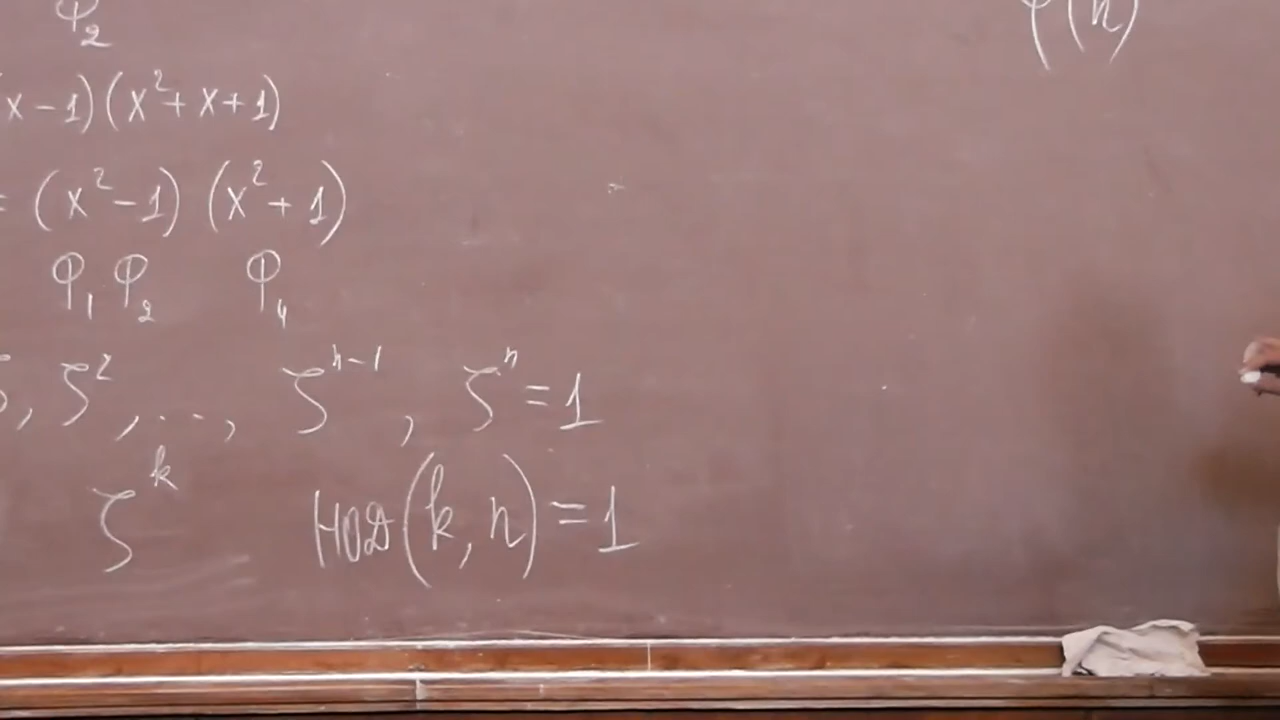 φ₂
φ(n)
x-1)(x²+x+1)
= (x²-1) (x²+1)
φ₁ φ₂ φ₄
ζ, ζ², ..., ζⁿ⁻¹, ζⁿ = 1
ζᵏ НОД(k, n) = 1